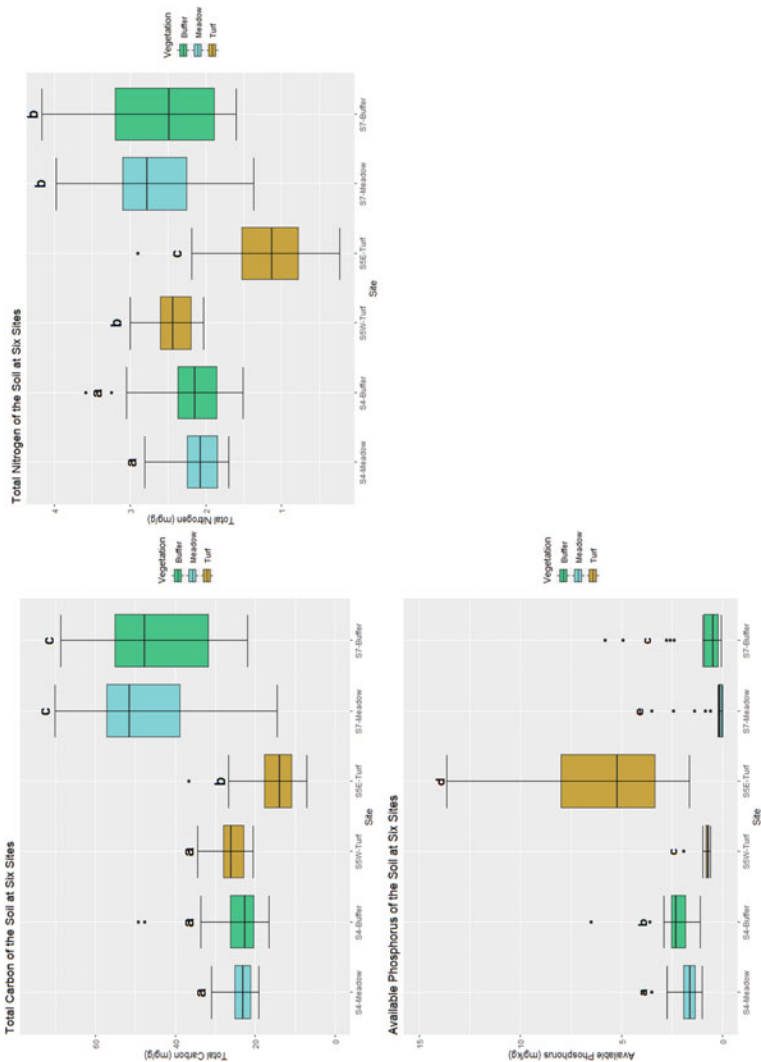 Total Carbon of the Soil at Six Sites
Total Carbon (mg/g)
60
40
20
0
c
c
b
a
a
a
S4-Meadow
S4-Buffer
S5W-Turf
S5E-Turf
S7-Meadow
S7-Buffer
Site
Vegetation
Buffer
Meadow
Turf
Total Nitrogen of the Soil at Six Sites
Total Nitrogen (mg/g)
4
3
2
1
a
a
b
c
b
b
S4-Meadow
S4-Buffer
S5W-Turf
S5E-Turf
S7-Meadow
S7-Buffer
Site
Vegetation
Buffer
Meadow
Turf
Available Phosphorus of the Soil at Six Sites
Available Phosphorus (mg/kg)
15
10
5
0
a
b
c
d
e
c
S4-Meadow
S4-Buffer
S5W-Turf
S5E-Turf
S7-Meadow
S7-Buffer
Site
Vegetation
Buffer
Meadow
Turf